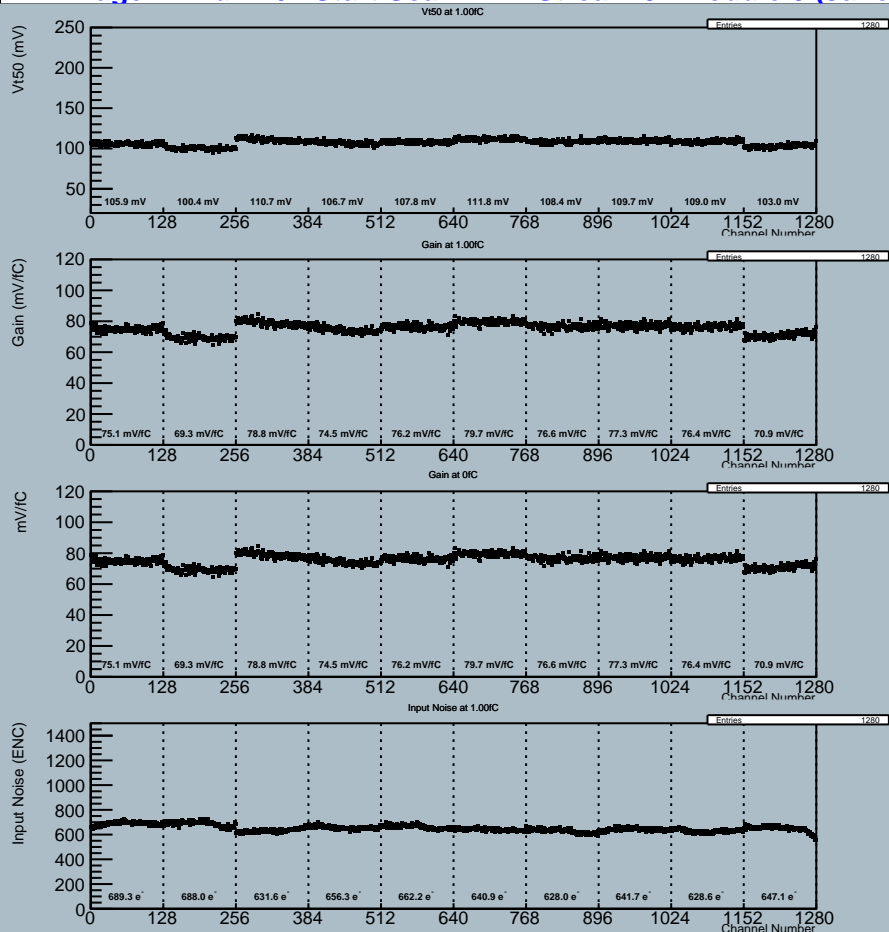 Vt50 at 1.00fC
Entries 1280
Vt50 (mV)
250
200
150
100
50
105.9 mV 100.4 mV 110.7 mV 106.7 mV 107.8 mV 111.8 mV 108.4 mV 109.7 mV 109.0 mV 103.0 mV
0 128 256 384 512 640 768 896 1024 1152 1280
Channel Number
Gain at 1.00fC
Entries 1280
Gain (mV/fC)
120
100
80
60
40
20
0
75.1 mV/fC 69.3 mV/fC 78.8 mV/fC 74.5 mV/fC 76.2 mV/fC 79.7 mV/fC 76.6 mV/fC 77.3 mV/fC 76.4 mV/fC 70.9 mV/fC
0 128 256 384 512 640 768 896 1024 1152 1280
Channel Number
Gain at 0fC
Entries 1280
mV/fC
120
100
80
60
40
20
0
75.1 mV/fC 69.3 mV/fC 78.8 mV/fC 74.5 mV/fC 76.2 mV/fC 79.7 mV/fC 76.6 mV/fC 77.3 mV/fC 76.4 mV/fC 70.9 mV/fC
0 128 256 384 512 640 768 896 1024 1152 1280
Channel Number
Input Noise at 1.00fC
Entries 1280
Input Noise (ENC)
1400
1200
1000
800
600
400
200
0
689.3 e⁻ 688.0 e⁻ 631.6 e⁻ 656.3 e⁻ 662.2 e⁻ 640.9 e⁻ 628.0 e⁻ 641.7 e⁻ 628.6 e⁻ 647.1 e⁻
0 128 256 384 512 640 768 896 1024 1152 1280
Channel Number